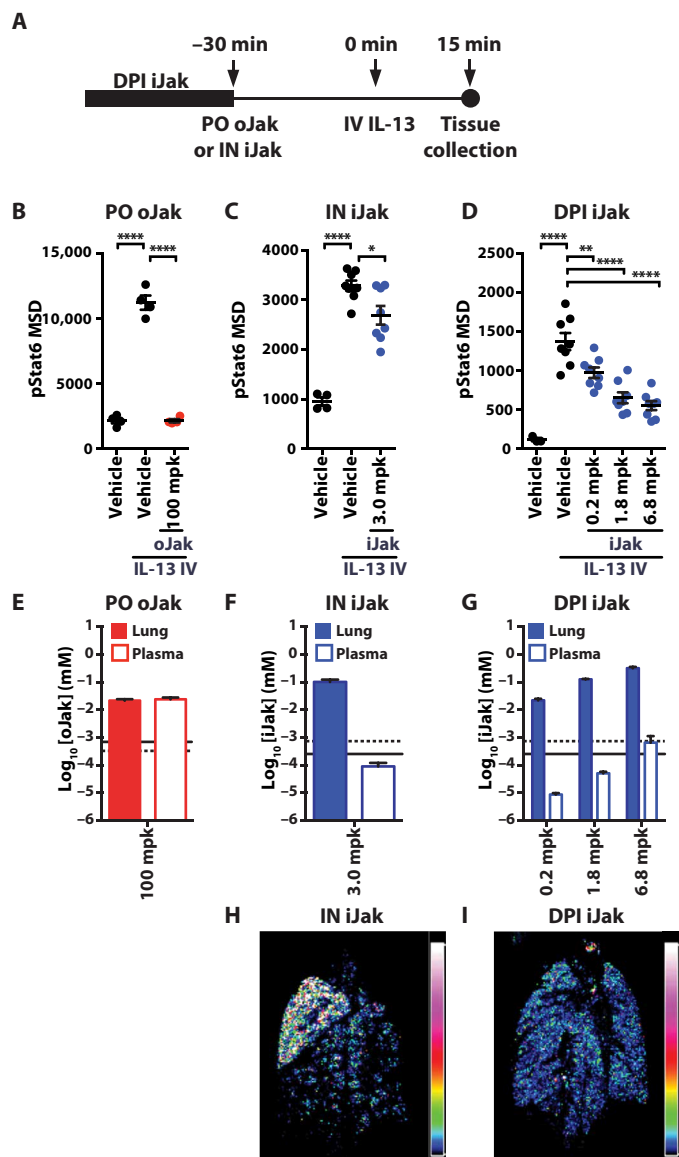 A
–30 min 0 min 15 min
DPI iJak
PO oJak IV IL-13 Tissue
or IN iJak collection
B PO oJak C IN iJak D DPI iJak
**** **** **** * **** ** **** ****
pStat6 MSD
15,000
10,000
5000
0
Vehicle Vehicle 100 mpk
oJak
IL-13 IV
pStat6 MSD
4000
3000
2000
1000
0
Vehicle Vehicle 3.0 mpk
iJak
IL-13 IV
pStat6 MSD
2500
2000
1500
1000
500
0
Vehicle Vehicle 0.2 mpk 1.8 mpk 6.8 mpk
iJak
IL-13 IV
E PO oJak F IN iJak G DPI iJak
Log10 [oJak] (mM)
1
0
–1
–2
–3
–4
–5
–6
Lung
Plasma
100 mpk
Log10 [iJak] (mM)
1
0
–1
–2
–3
–4
–5
–6
Lung
Plasma
3.0 mpk
Log10 [iJak] (mM)
1
0
–1
–2
–3
–4
–5
–6
Lung
Plasma
0.2 mpk 1.8 mpk 6.8 mpk
H IN iJak I DPI iJak